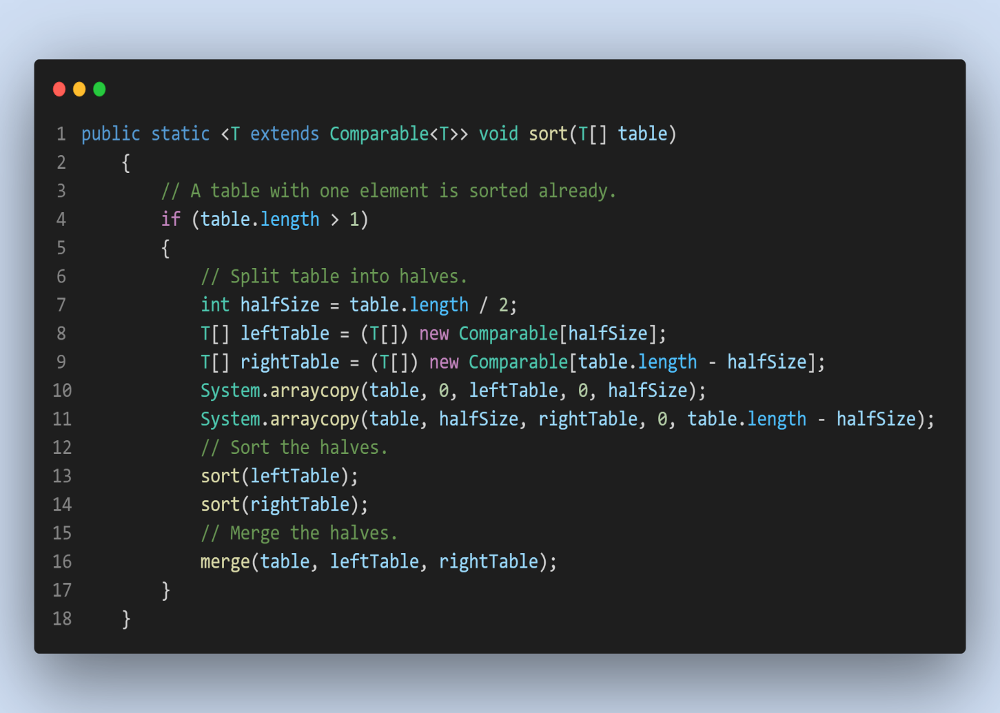 1 public static <T extends Comparable<T>> void sort(T[] table)
2     {
3         // A table with one element is sorted already.
4         if (table.length > 1)
5         {
6             // Split table into halves.
7             int halfSize = table.length / 2;
8             T[] leftTable = (T[]) new Comparable[halfSize];
9             T[] rightTable = (T[]) new Comparable[table.length - halfSize];
10             System.arraycopy(table, 0, leftTable, 0, halfSize);
11             System.arraycopy(table, halfSize, rightTable, 0, table.length - halfSize);
12             // Sort the halves.
13             sort(leftTable);
14             sort(rightTable);
15             // Merge the halves.
16             merge(table, leftTable, rightTable);
17         }
18     }